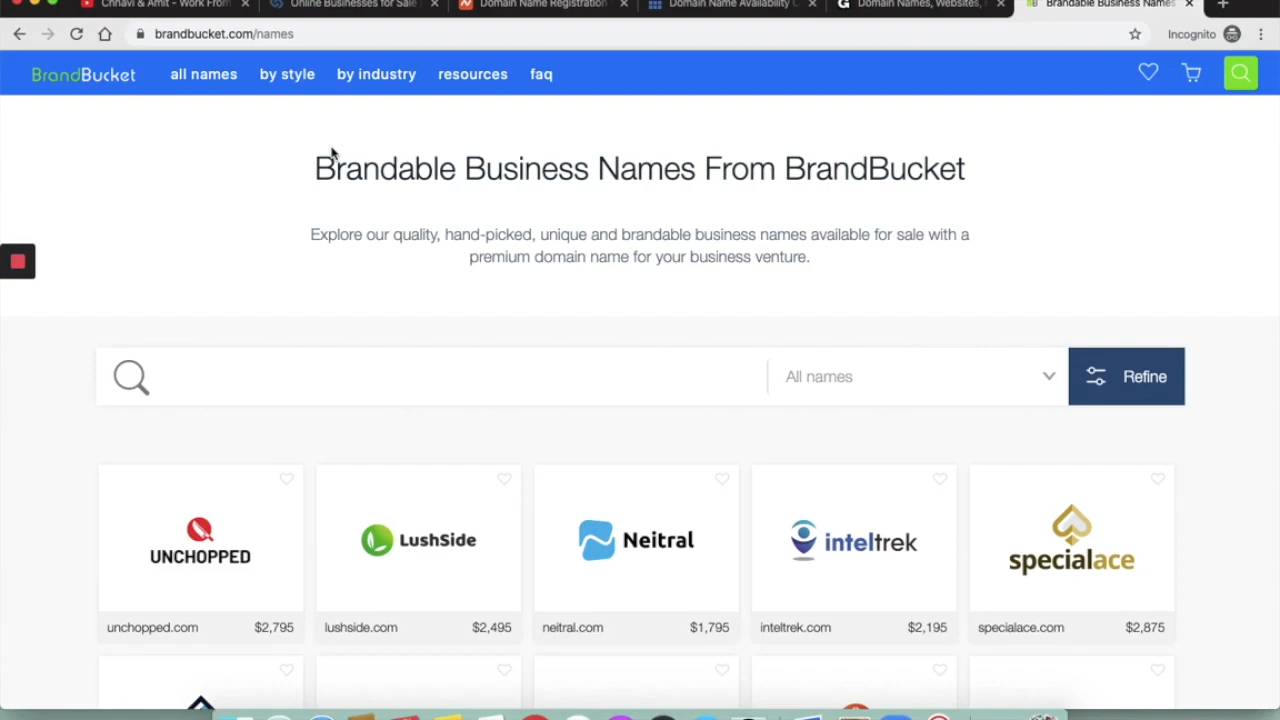 Chhavi & Amit - Work From
Online Businesses for Sale
Domain Name Registration
Domain Name Availability C
Domain Names, Websites,
Brandable Business Names
brandbucket.com/names
Incognito
BrandBucket
all names
by style
by industry
resources
faq
Brandable Business Names From BrandBucket
Explore our quality, hand-picked, unique and brandable business names available for sale with a
premium domain name for your business venture.
All names
Refine
UNCHOPPED
LushSide
Neitral
inteltrek
specialace
unchopped.com $2,795
lushside.com $2,495
neitral.com $1,795
inteltrek.com $2,195
specialace.com $2,875